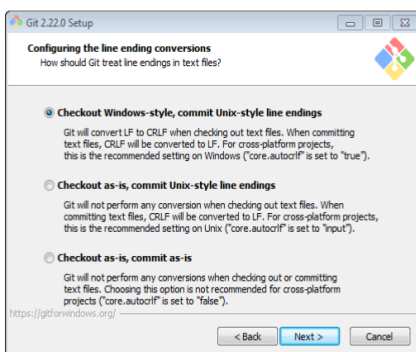 Git 2.22.0 Setup
Configuring the line ending conversions
How should Git treat line endings in text files?
Checkout Windows-style, commit Unix-style line endings
Git will convert LF to CRLF when checking out text files. When committing
text files, CRLF will be converted to LF. For cross-platform projects,
this is the recommended setting on Windows ("core.autocrlf" is set to "true").
Checkout as-is, commit Unix-style line endings
Git will not perform any conversion when checking out text files. When
committing text files, CRLF will be converted to LF. For cross-platform projects,
this is the recommended setting on Unix ("core.autocrlf" is set to "input").
Checkout as-is, commit as-is
Git will not perform any conversions when checking out or committing
text files. Choosing this option is not recommended for cross-platform
projects ("core.autocrlf" is set to "false").
https://gitforwindows.org/
< Back Next > Cancel